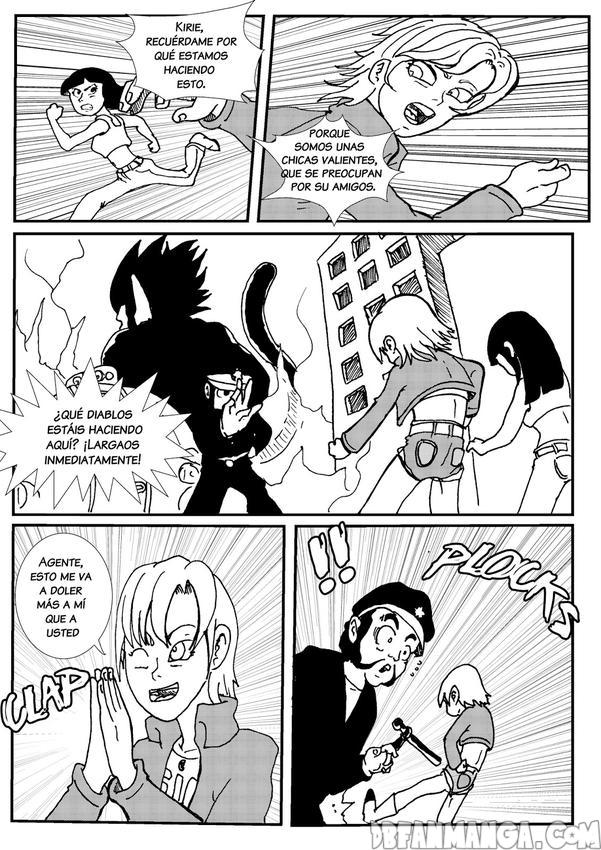 KIRIE,
RECUÉRDAME POR
QUÉ ESTAMOS
HACIENDO
ESTO.
PORQUE
SOMOS UNAS
CHICAS VALIENTES,
QUE SE PREOCUPAN
POR SU AMIGOS.
¿QUÉ DIABLOS
ESTÁIS HACIENDO
AQUÍ? ¡LARGAOS
INMEDIATAMENTE!
AGENTE,
ESTO ME VA
A DOLER
MÁS A MÍ
QUE A
USTED
CLAP
!!
PLOCKS
DBFANMANGA.COM